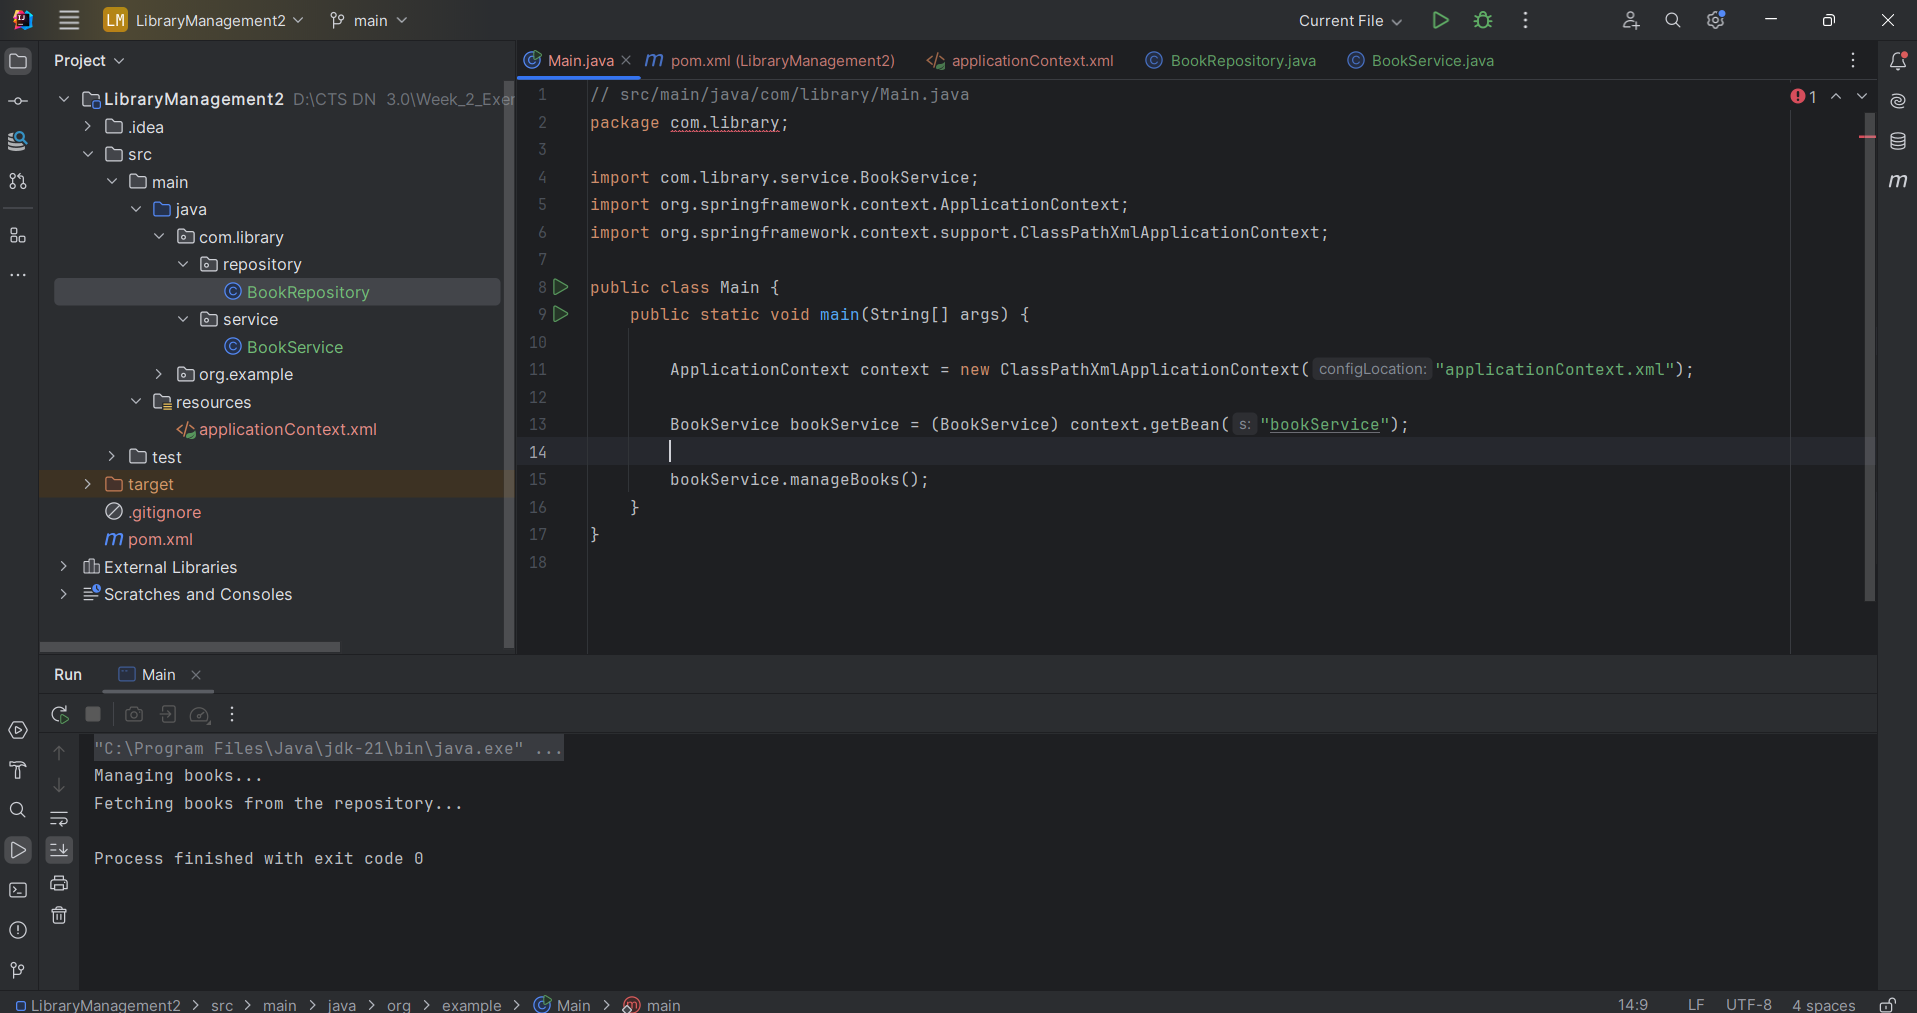 LM LibraryManagement2 main Current File
Project
Main.java pom.xml (LibraryManagement2) applicationContext.xml BookRepository.java BookService.java
LibraryManagement2 D:\CTS DN 3.0\Week_2_Exer
.idea
src
main
java
com.library
repository
BookRepository
service
BookService
org.example
resources
applicationContext.xml
test
target
.gitignore
pom.xml
External Libraries
Scratches and Consoles
1 // src/main/java/com/library/Main.java
2 package com.library;
3
4 import com.library.service.BookService;
5 import org.springframework.context.ApplicationContext;
6 import org.springframework.context.support.ClassPathXmlApplicationContext;
7
8 public class Main {
9 public static void main(String[] args) {
10
11 ApplicationContext context = new ClassPathXmlApplicationContext( configLocation: "applicationContext.xml");
12
13 BookService bookService = (BookService) context.getBean( s: "bookService");
14
15 bookService.manageBooks();
16 }
17 }
18
1
Run Main
"C:\Program Files\Java\jdk-21\bin\java.exe" ...
Managing books...
Fetching books from the repository...
Process finished with exit code 0
LibraryManagement2 > src > main > java > org > example > Main > main 14:9 LF UTF-8 4 spaces